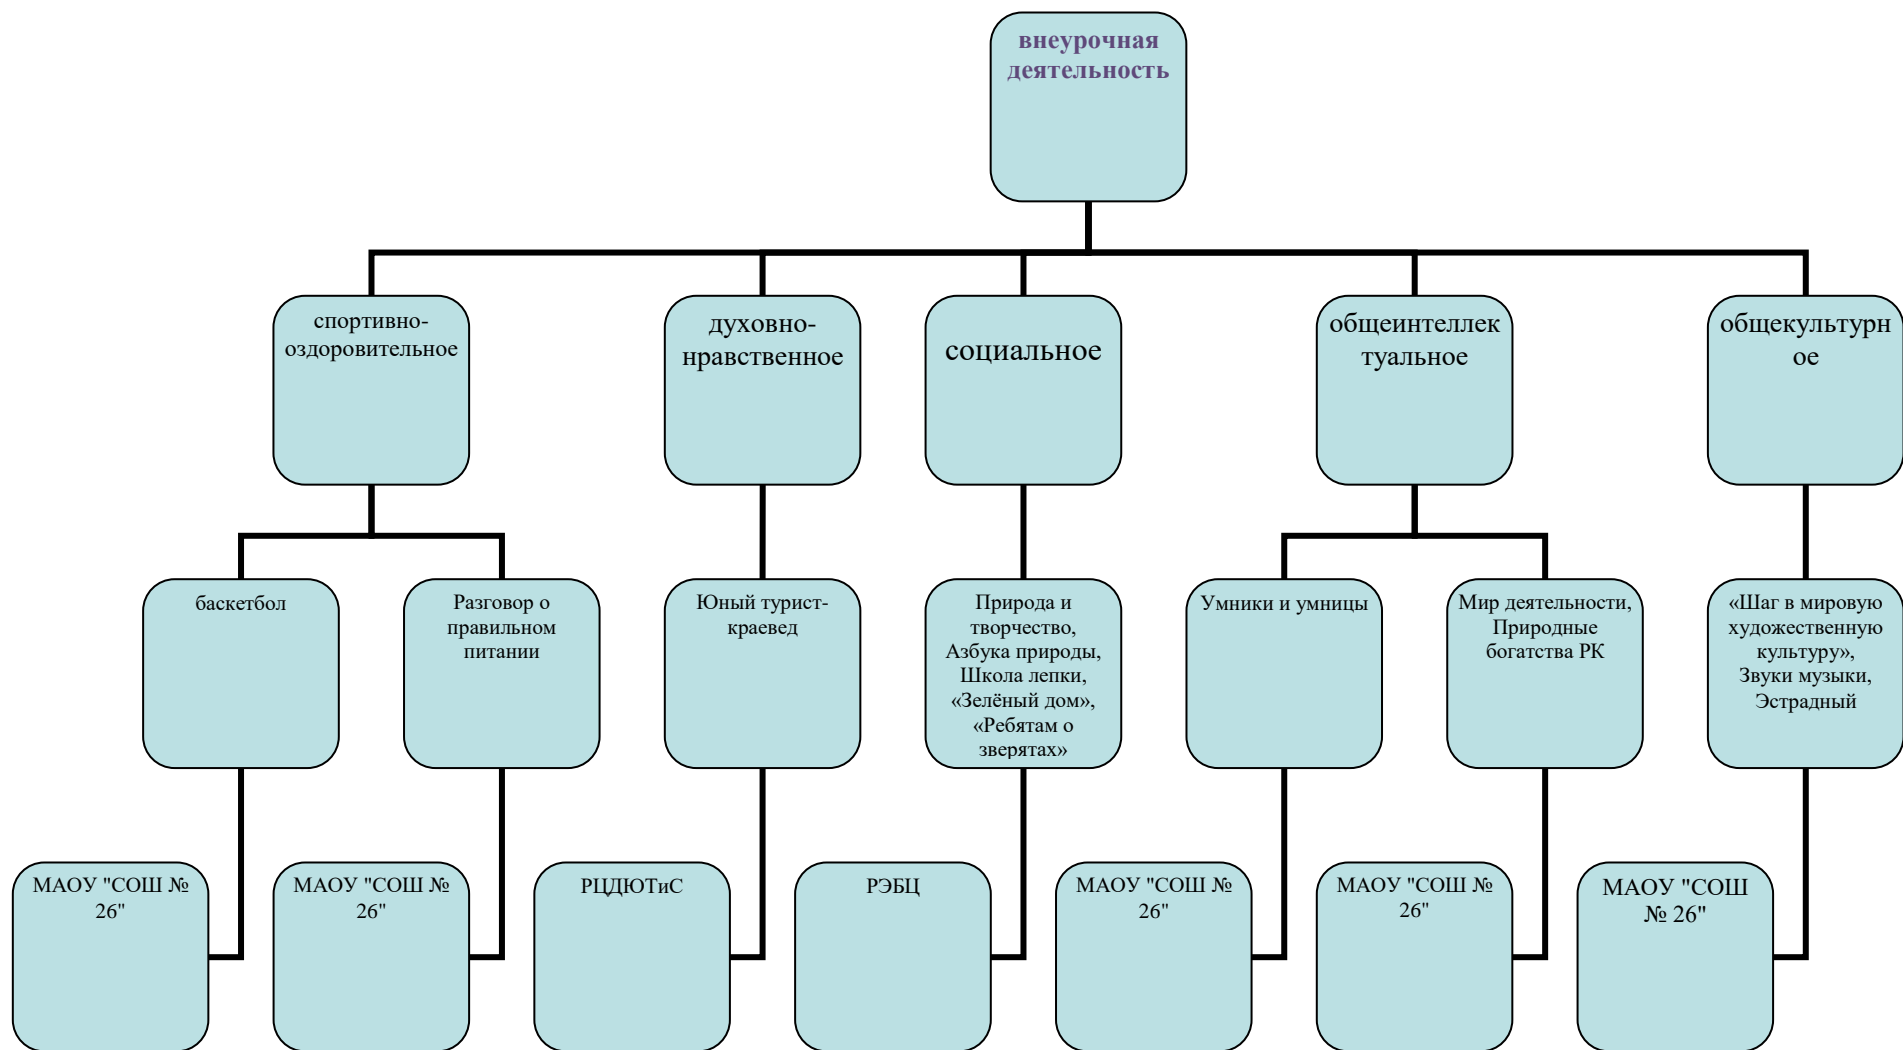 внеурочная
деятельность
спортивно-
оздоровительное
духовно-
нравственное
социальное
общеинтеллек
туальное
общекультурн
ое
баскетбол
Разговор о
правильном
питании
Юный турист-
краевед
Природа и
творчество,
Азбука природы,
Школа лепки,
«Зелёный дом»,
«Ребятам о
зверятах»
Умники и умницы
Мир деятельности,
Природные
богатства РК
«Шаг в мировую
художественную
культуру»,
Звуки музыки,
Эстрадный
МАОУ "СОШ №
26"
МАОУ "СОШ №
26"
РЦДЮТиС
РЭБЦ
МАОУ "СОШ №
26"
МАОУ "СОШ №
26"
МАОУ "СОШ
№ 26"